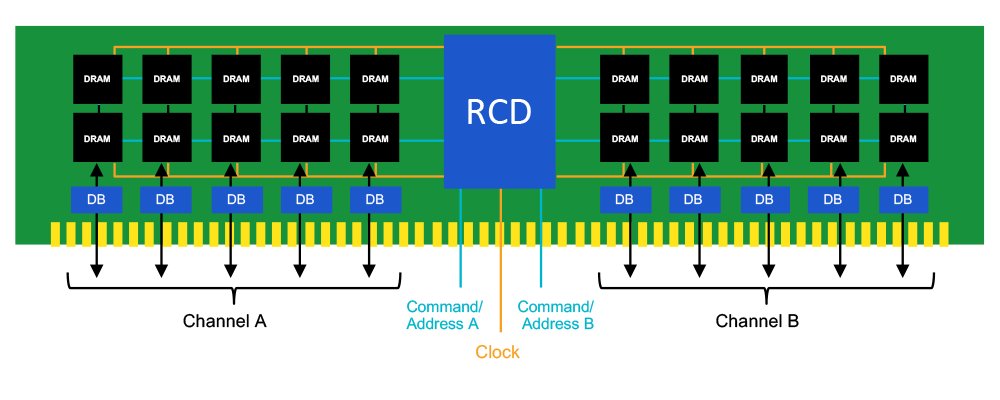 DRAM DRAM DRAM DRAM DRAM RCD DRAM DRAM DRAM DRAM DRAM
DRAM DRAM DRAM DRAM DRAM DRAM DRAM DRAM DRAM DRAM
DB DB DB DB DB DB DB DB DB DB
Channel A
Command/
Address A
Command/
Address B
Channel B
Clock